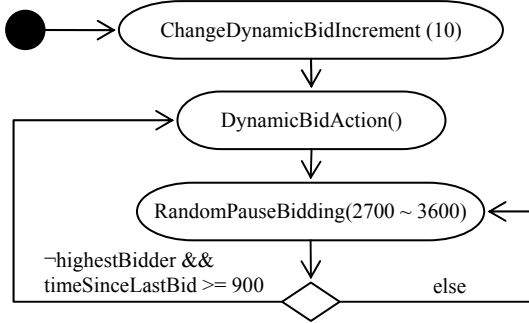 ChangeDynamicBidIncrement (10)
DynamicBidAction()
RandomPauseBidding(2700 ~ 3600)
¬highestBidder &&
timeSinceLastBid >= 900
else